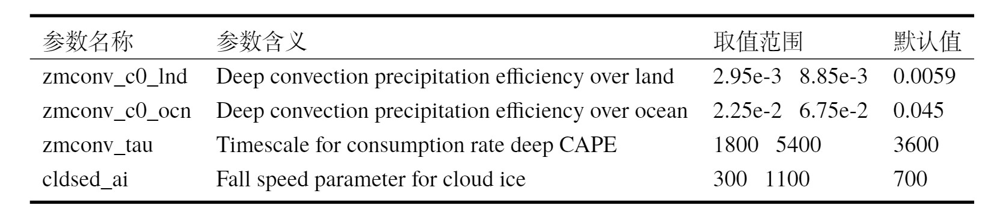 参数名称 参数含义 取值范围 默认值
zmconv_c0_lnd Deep convection precipitation efficiency over land 2.95e-3 8.85e-3 0.0059
zmconv_c0_ocn Deep convection precipitation efficiency over ocean 2.25e-2 6.75e-2 0.045
zmconv_tau Timescale for consumption rate deep CAPE 1800 5400 3600
cldsed_ai Fall speed parameter for cloud ice 300 1100 700